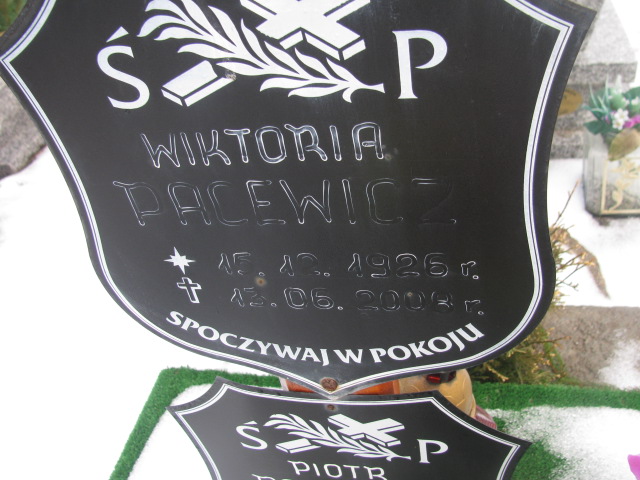 Ś P
WIKTORIA
PACEWICZ
15. 12. 1926 r.
13. 06. 2008 r.
SPOCZYWAJ W POKOJU
Ś P
PIOTR